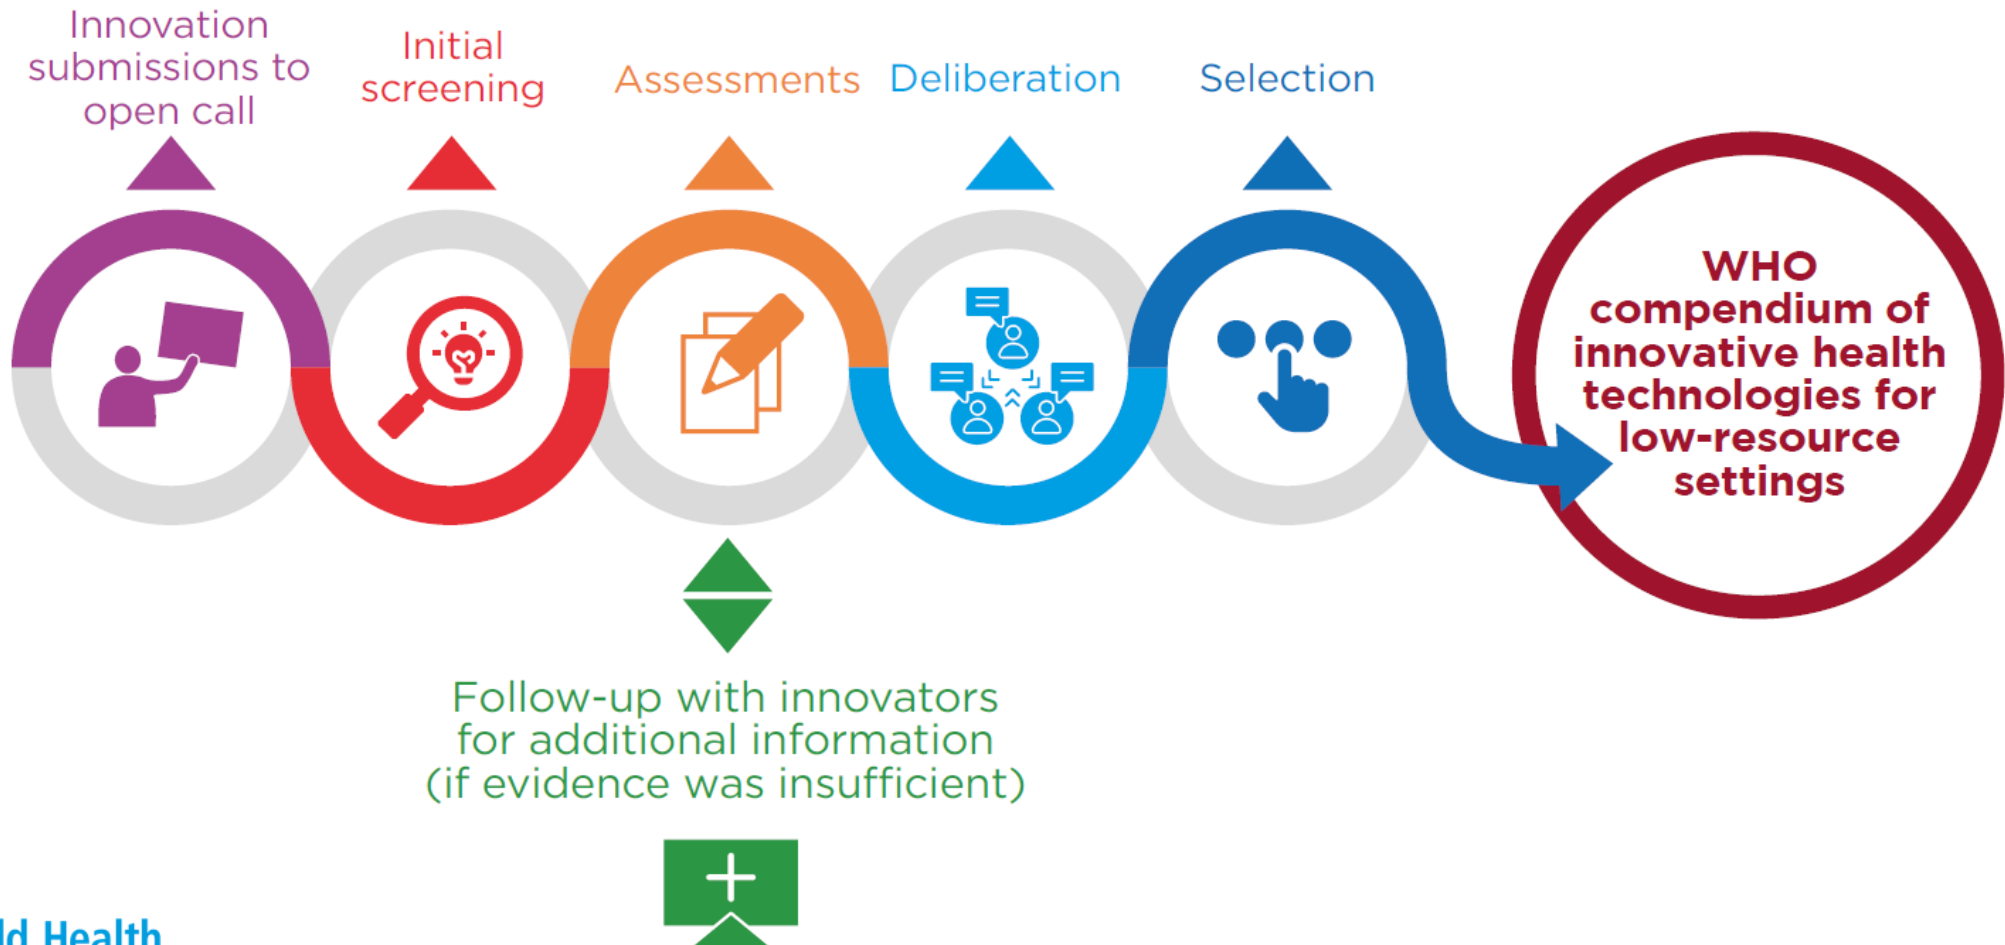 Innovation
submissions to
open call
Initial
screening
Assessments
Deliberation
Selection
WHO
compendium of
innovative health
technologies for
low-resource
settings
Follow-up with innovators
for additional information
(if evidence was insufficient)
ld Health